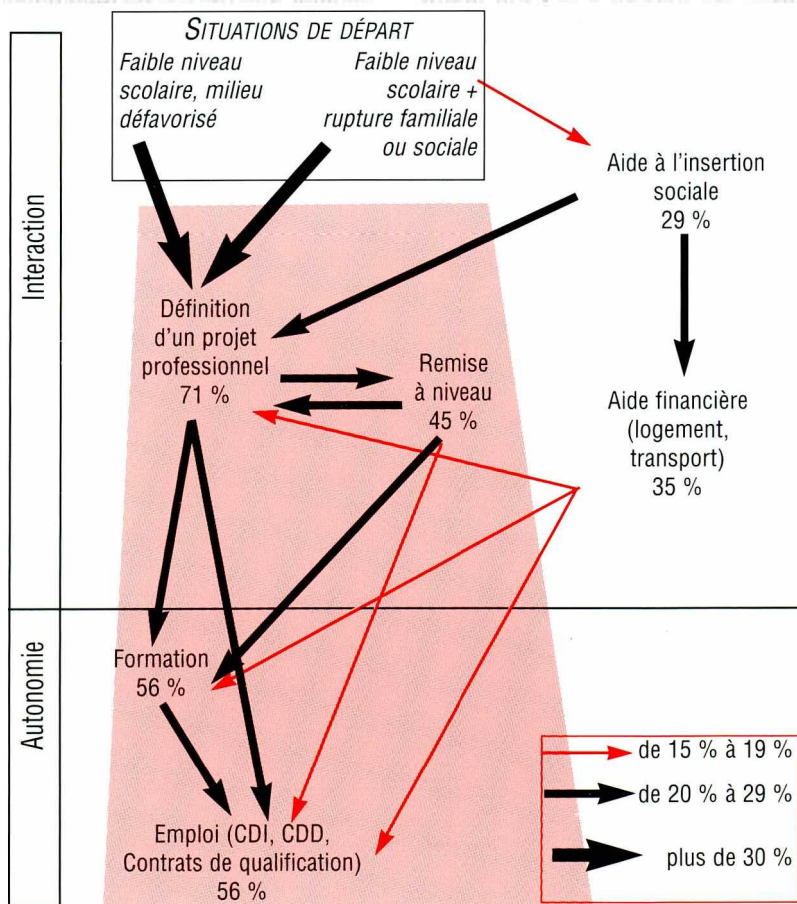 SITUATIONS DE DÉPART
Faible niveau
scolaire, milieu
défavorisé
Faible niveau
scolaire +
rupture familiale
ou sociale
Interaction
Aide à l'insertion
sociale
29 %
Définition
d'un projet
professionnel
71 %
Remise
à niveau
45 %
Aide financière
(logement,
transport)
35 %
Autonomie
Formation
56 %
Emploi (CDI, CDD,
Contrats de qualification)
56 %
de 15 % à 19 %
de 20 % à 29 %
plus de 30 %